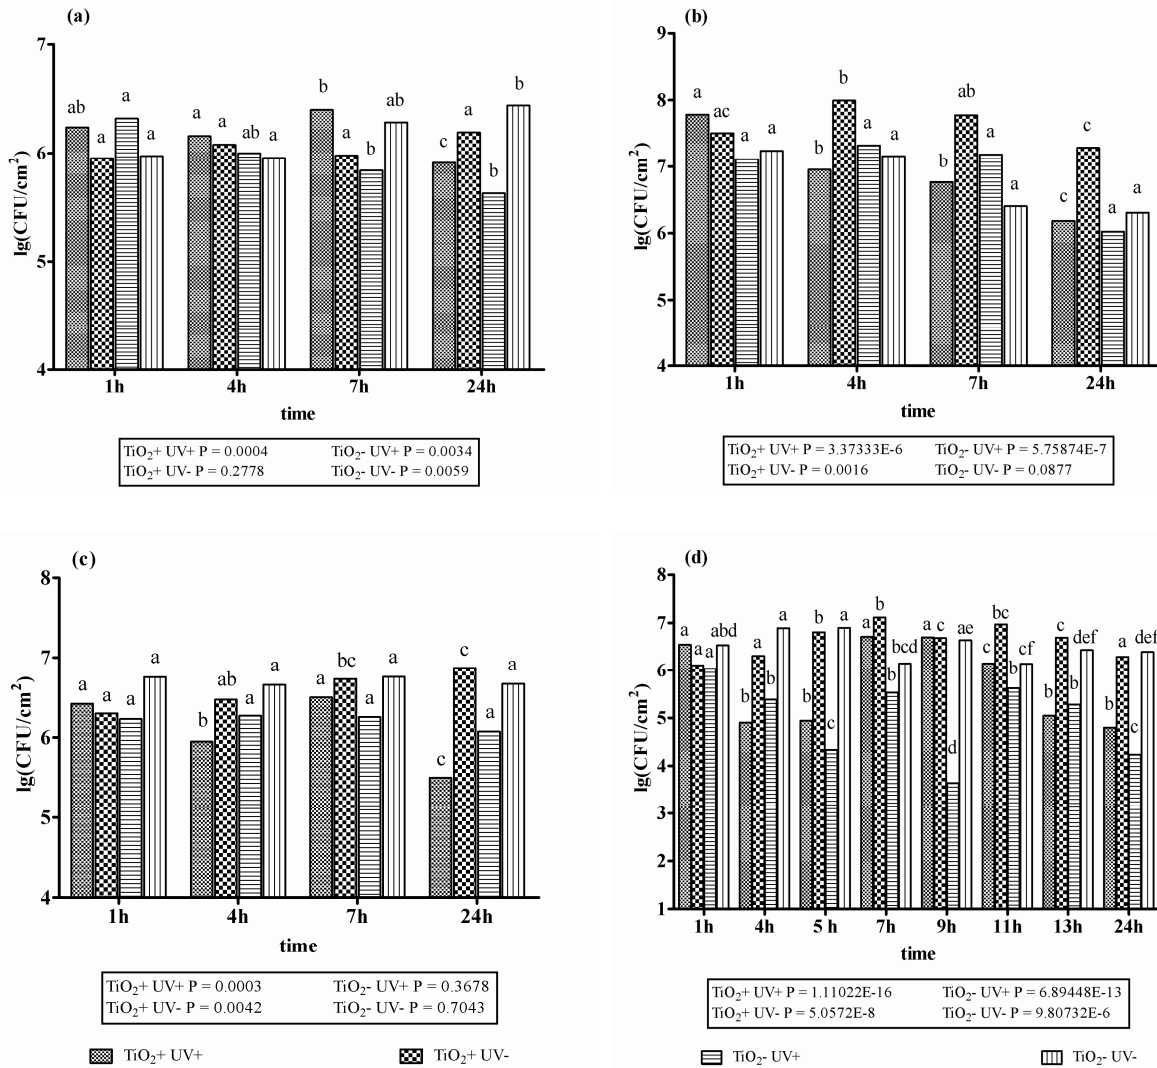 (a)
7
6
5
4
lg(CFU/cm²)
ab a a a
a a ab a
b a b ab
c a b b
1h 4h 7h 24h
time
TiO₂+ UV+ P = 0.0004 TiO₂- UV+ P = 0.0034
TiO₂+ UV- P = 0.2778 TiO₂- UV- P = 0.0059
(b)
9
8
7
6
5
4
lg(CFU/cm²)
a ac a a
b b a a
b ab a a
c c a a
1h 4h 7h 24h
time
TiO₂+ UV+ P = 3.37333E-6 TiO₂- UV+ P = 5.75874E-7
TiO₂+ UV- P = 0.0016 TiO₂- UV- P = 0.0877
(c)
8
7
6
5
4
lg(CFU/cm²)
a a a a
b ab a a
a bc a a
c c a a
1h 4h 7h 24h
time
TiO₂+ UV+ P = 0.0003 TiO₂- UV+ P = 0.3678
TiO₂+ UV- P = 0.0042 TiO₂- UV- P = 0.7043
(d)
8
7
6
5
4
3
2
1
lg(CFU/cm²)
a a a abd
b a b a
b b c a
a b b bcd
a c d ae
c bc b cf
b c b def
b a c def
1h 4h 5 h 7h 9h 11h 13h 24h
time
TiO₂+ UV+ P = 1.11022E-16 TiO₂- UV+ P = 6.89448E-13
TiO₂+ UV- P = 5.0572E-8 TiO₂- UV- P = 9.80732E-6
TiO₂+ UV+ TiO₂+ UV- TiO₂- UV+ TiO₂- UV-